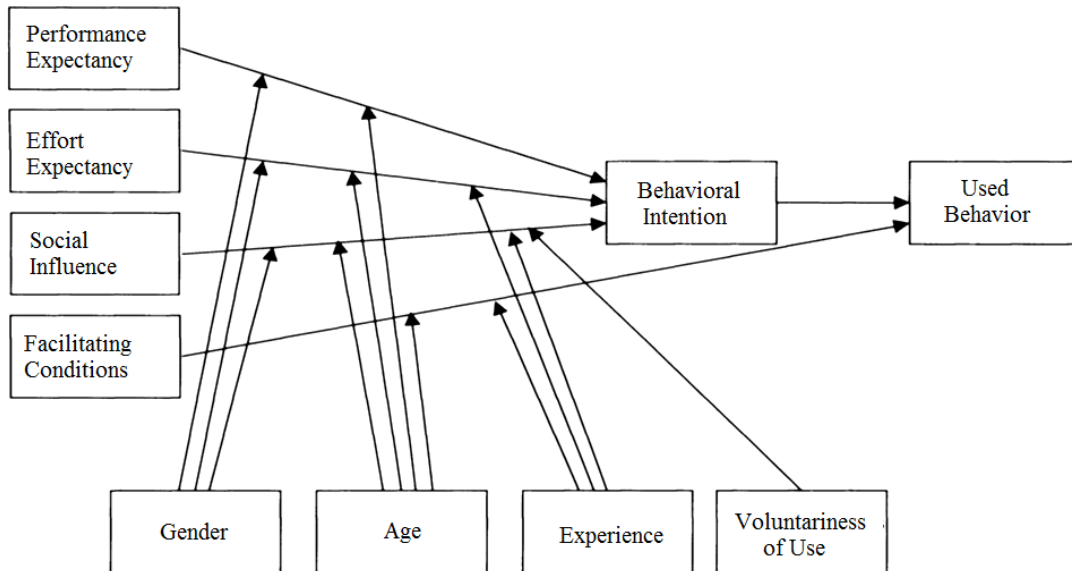 Performance
Expectancy
Effort
Expectancy
Social
Influence
Facilitating
Conditions
Behavioral
Intention
Used
Behavior
Gender
Age
Experience
Voluntariness
of Use